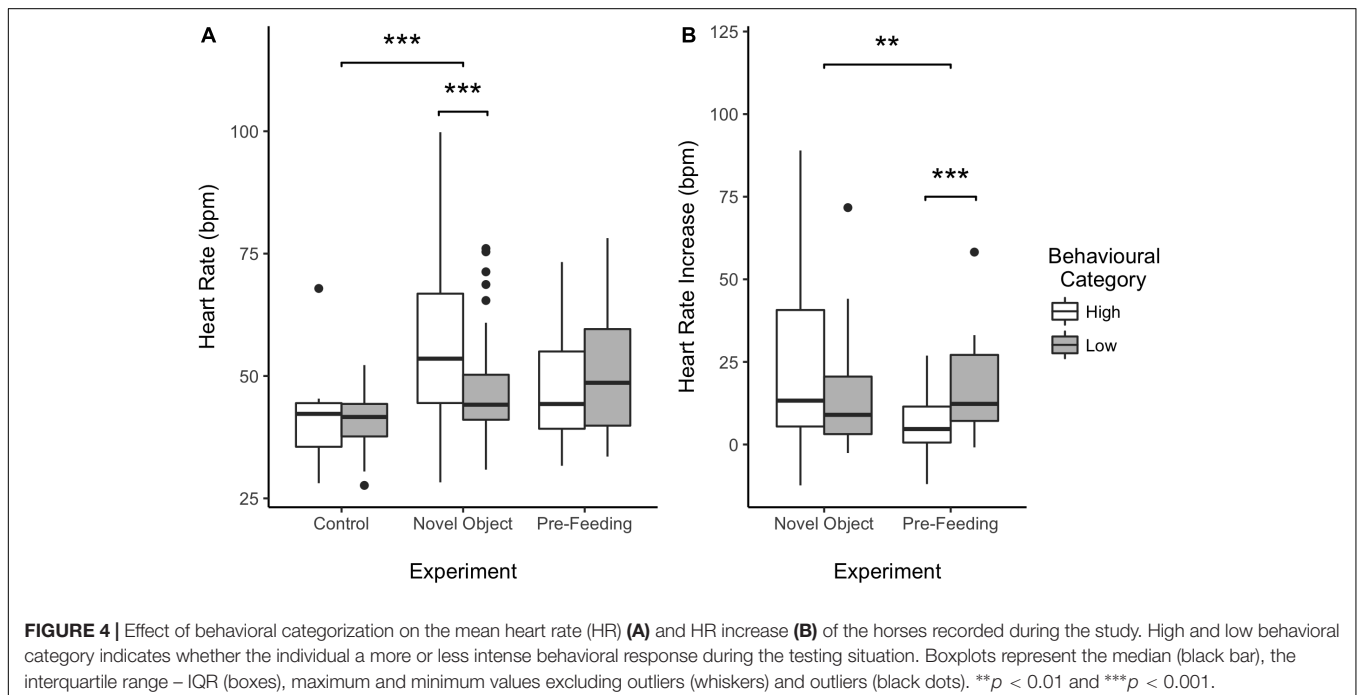 A
***
***
100
75
50
25
Heart Rate (bpm)
Control Novel Object Pre-Feeding
Experiment
B
125
**
100
75
***
50
25
0
Heart Rate Increase (bpm)
Novel Object Pre-Feeding
Experiment
Behavioural
Category
High
Low
FIGURE 4 | Effect of behavioral categorization on the mean heart rate (HR) (A) and HR increase (B) of the horses recorded during the study. High and low behavioral
category indicates whether the individual a more or less intense behavioral response during the testing situation. Boxplots represent the median (black bar), the
interquartile range – IQR (boxes), maximum and minimum values excluding outliers (whiskers) and outliers (black dots). **p < 0.01 and ***p < 0.001.